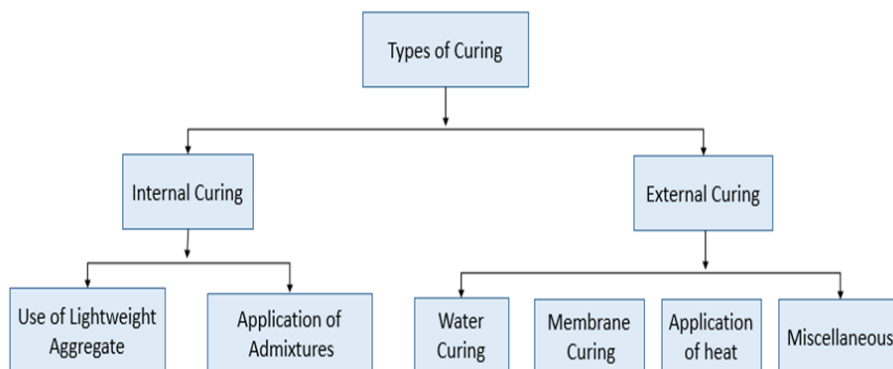 Types of Curing
Internal Curing
External Curing
Use of Lightweight
Aggregate
Application of
Admixtures
Water
Curing
Membrane
Curing
Application
of heat
Miscellaneous